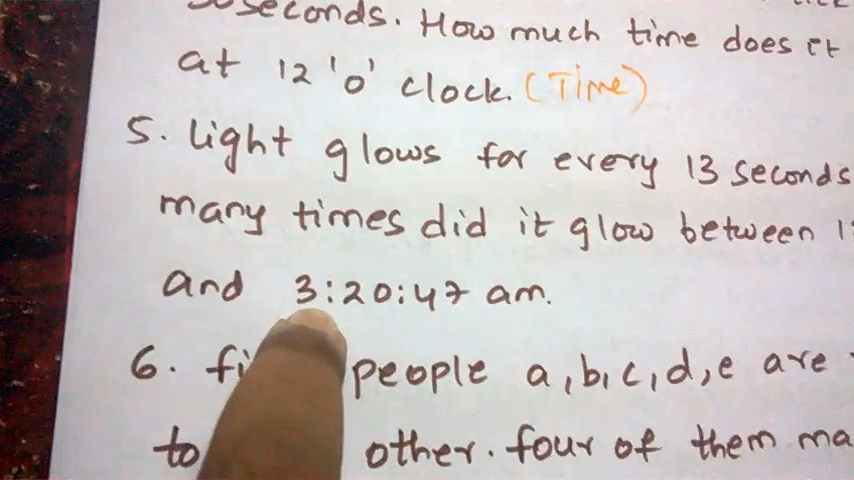 seconds. How much time does it
at 12 'o' clock. (Time)
5. light glows for every 13 seconds
many times did it glow between 1:
and 3:20:47 am.
6. people a,b,c,d,e are
to other. four of them ma